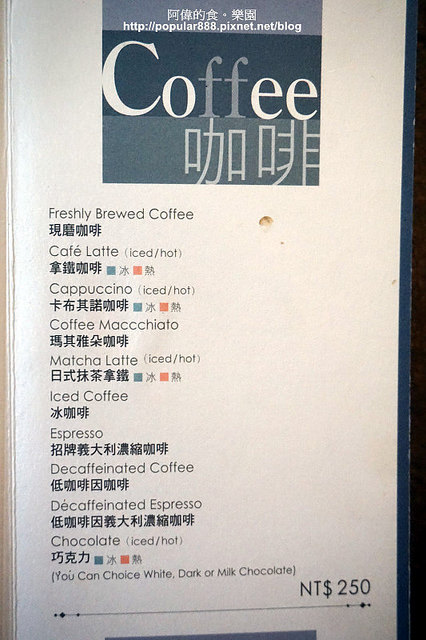 阿偉的食。樂園
http://popular888.pixnet.net/blog
Coffee
咖啡
Freshly Brewed Coffee
現磨咖啡
Café Latte (iced/hot)
拿鐵咖啡 冰 熱
Cappuccino (iced/hot)
卡布其諾咖啡 冰 熱
Coffee Maccchiato
瑪其雅朵咖啡
Matcha Latte (iced/hot)
日式抹茶拿鐵 冰 熱
Iced Coffee
冰咖啡
Espresso
招牌義大利濃縮咖啡
Decaffeinated Coffee
低咖啡因咖啡
Décaffeinated Espresso
低咖啡因義大利濃縮咖啡
Chocolate (iced/hot)
巧克力 冰 熱
(You Can Choice White, Dark or Milk Chocolate)
NT$ 250